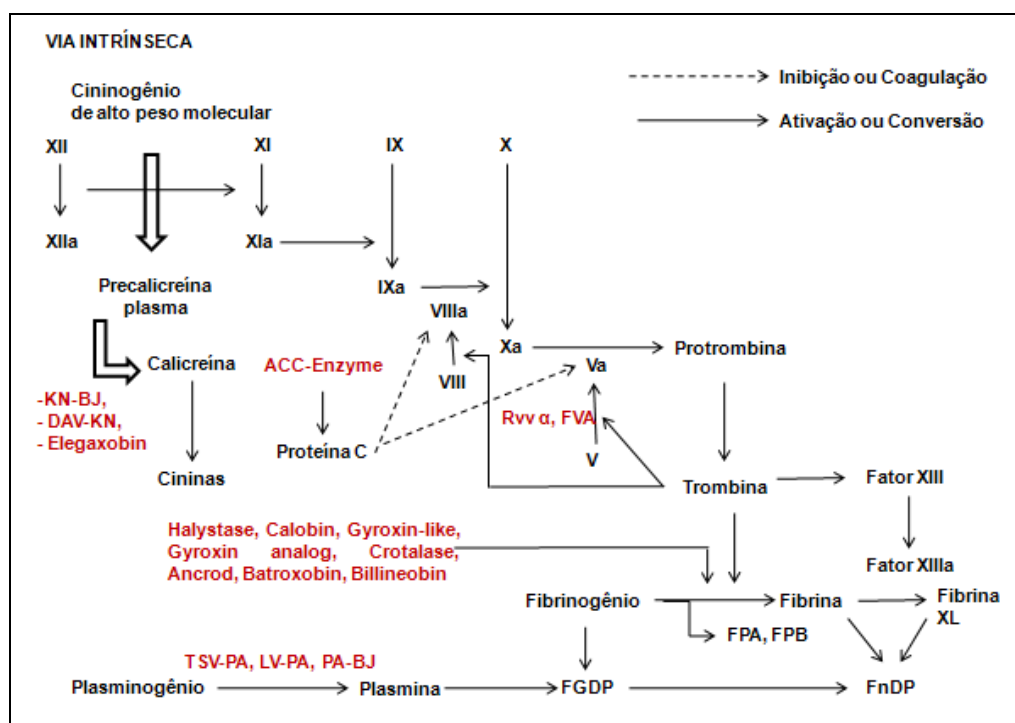 VIA INTRÍNSECA
Inibição ou Coagulação
Cininogênio
de alto peso molecular
Ativação ou Conversão
XII
XI
IX
X
XIIa
XIa
IXa
Precalicreína
plasma
VIIIa
Xa
Protrombina
Calicreína
ACC-Enzyme
VIII
Va
-KN-BJ,
- DAV-KN,
- Elegaxobin
Rvv α, FVA
Proteína C
V
Cininas
Trombina
Fator XIII
Halystase, Calobin, Gyroxin-like,
Gyroxin analog, Crotalase,
Ancrod, Batroxobin, Billineobin
Fator XIIIa
Fibrinogênio
Fibrina
Fibrina
XL
FPA, FPB
TSV-PA, LV-PA, PA-BJ
Plasminogênio
Plasmina
FGDP
FnDP